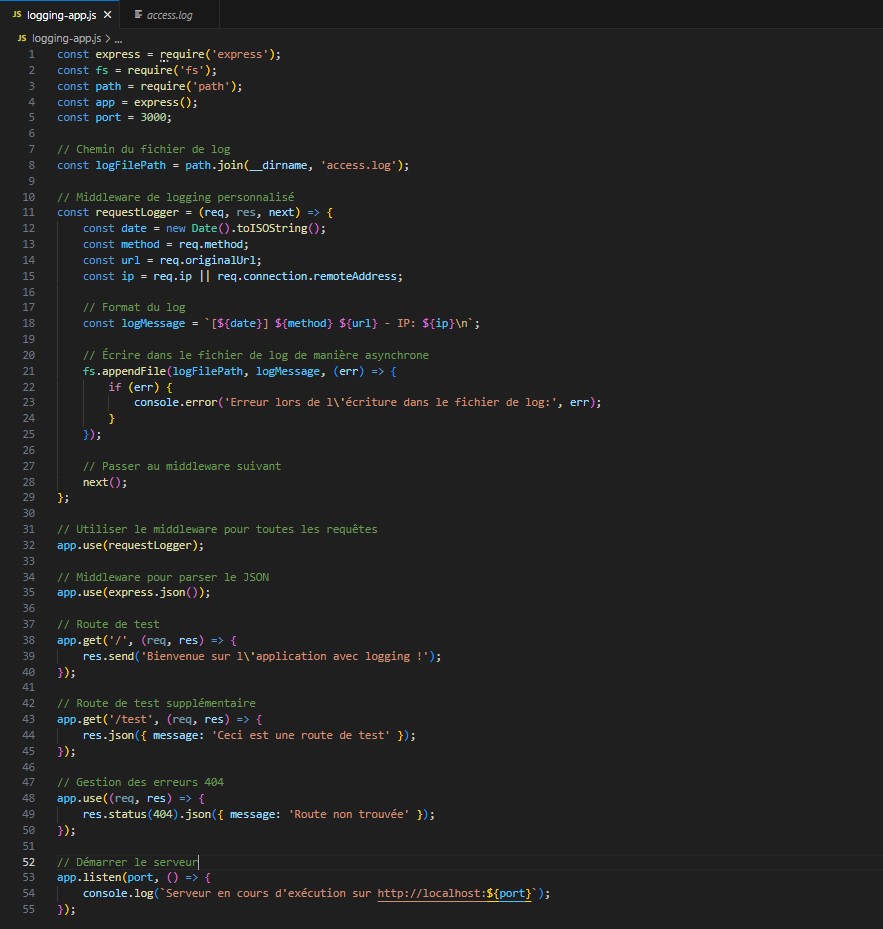 JS logging-app.js ×
access.log
JS logging-app.js > ...
1 const express = require('express');
2 const fs = require('fs');
3 const path = require('path');
4 const app = express();
5 const port = 3000;
6
7 // Chemin du fichier de log
8 const logFilePath = path.join(__dirname, 'access.log');
9
10 // Middleware de logging personnalisé
11 const requestLogger = (req, res, next) => {
12     const date = new Date().toISOString();
13     const method = req.method;
14     const url = req.originalUrl;
15     const ip = req.ip || req.connection.remoteAddress;
16
17     // Format du log
18     const logMessage = `[${date}] ${method} ${url} - IP: ${ip}\n`;
19
20     // Écrire dans le fichier de log de manière asynchrone
21     fs.appendFile(logFilePath, logMessage, (err) => {
22         if (err) {
23             console.error('Erreur lors de l\'écriture dans le fichier de log:', err);
24         }
25     });
26
27     // Passer au middleware suivant
28     next();
29 };
30
31 // Utiliser le middleware pour toutes les requêtes
32 app.use(requestLogger);
33
34 // Middleware pour parser le JSON
35 app.use(express.json());
36
37 // Route de test
38 app.get('/', (req, res) => {
39     res.send('Bienvenue sur l\'application avec logging !');
40 });
41
42 // Route de test supplémentaire
43 app.get('/test', (req, res) => {
44     res.json({ message: 'Ceci est une route de test' });
45 });
46
47 // Gestion des erreurs 404
48 app.use((req, res) => {
49     res.status(404).json({ message: 'Route non trouvée' });
50 });
51
52 // Démarrer le serveur
53 app.listen(port, () => {
54     console.log(`Serveur en cours d'exécution sur http://localhost:${port}`);
55 });